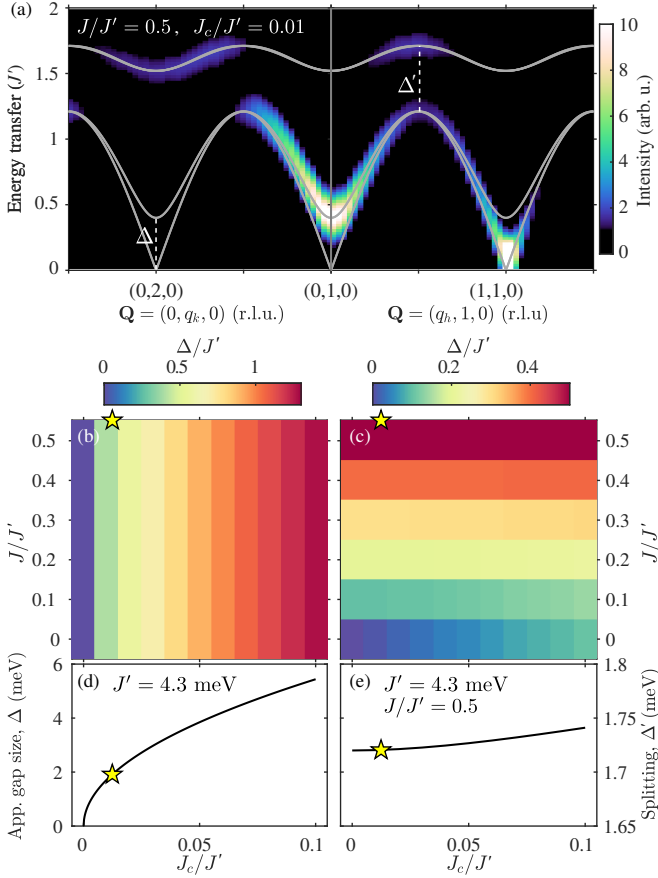 (a)
J/J′ = 0.5 , J_c/J′ = 0.01
Energy transfer (J′)
2
1.5
1
0.5
0
Δ
Δ′
(0,2,0)
(0,1,0)
(1,1,0)
Q = (0, q_k, 0) (r.l.u.)
Q = (q_h, 1, 0) (r.l.u)
10
8
6
4
2
0
Intensity (arb. u.)
Δ/J′
0
0.5
1
Δ/J′
0
0.2
0.4
(b)
J/J′
0.5
0.4
0.3
0.2
0.1
0
(c)
0.5
0.4
0.3
0.2
0.1
0
J/J′
(d)
J′ = 4.3 meV
App. gap size, Δ (meV)
6
4
2
0
0
0.05
0.1
J_c/J′
(e)
J′ = 4.3 meV
J/J′ = 0.5
1.8
1.75
1.7
1.65
Splitting, Δ′ (meV)
0
0.05
0.1
J_c/J′